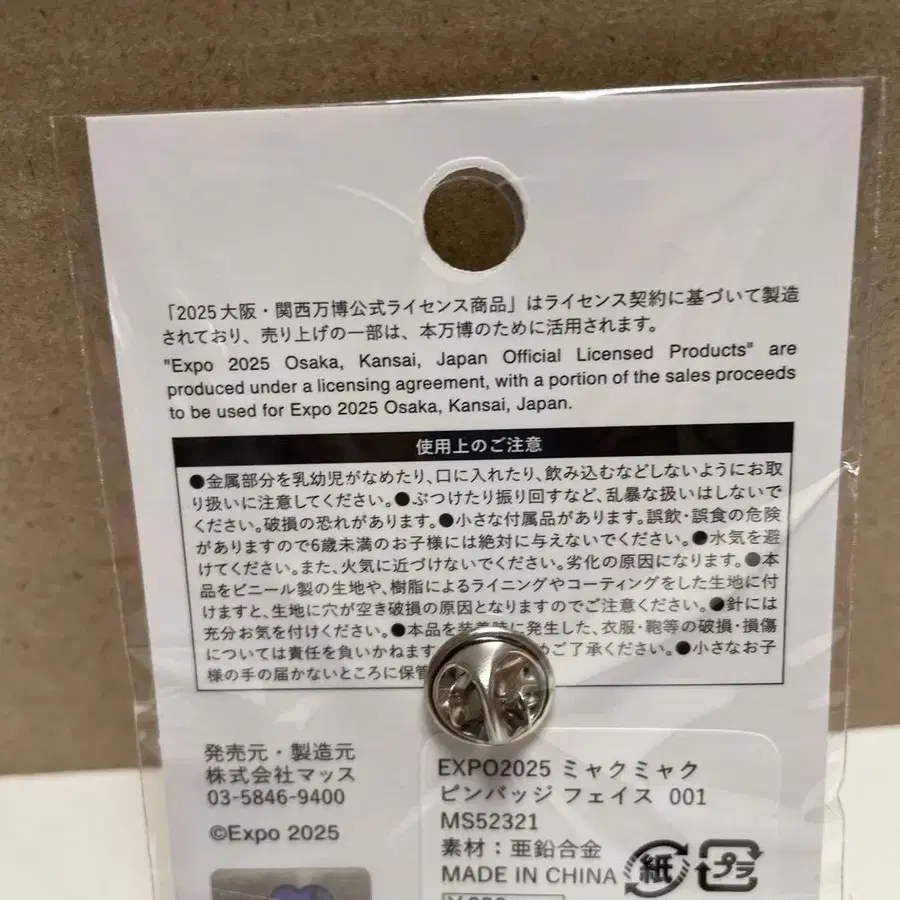 「2025大阪・関西万博公式ライセンス商品」はライセンス契約に基づいて製造
されており、売り上げの一部は、本万博のために活用されます。
"Expo 2025 Osaka, Kansai, Japan Official Licensed Products" are
produced under a licensing agreement, with a portion of the sales proceeds
to be used for Expo 2025 Osaka, Kansai, Japan.
使用上のご注意
●金属部分を乳幼児がなめたり、口に入れたり、飲み込むなどしないようにお取
り扱いに注意してください。●ぶつけたり振り回すなど、乱暴な扱いはしないで
ください。破損の恐れがあります。●小さな付属品があります。誤飲・誤食の危険
がありますので6歳未満のお子様には絶対に与えないでください。●水気を避
けてください。また、火気に近づけないでください。劣化の原因になります。●本
品をビニール製の生地や、樹脂によるライニングやコーティングをした生地に付
けますと、生地に穴が空き破損の原因となりますのでご注意ください。●針には
充分お気を付けください。●本品を装着時に発生した、衣服・鞄等の破損・損傷
については責任を負いかねます めご了承ください。●小さなお子
様の手の届かないところに保管
発売元・製造元
株式会社マッス
03-5846-9400
©Expo 2025
EXPO2025 ミャクミャク
ピンバッジ フェイス 001
MS52321
素材：亜鉛合金
MADE IN CHINA 紙 プラ